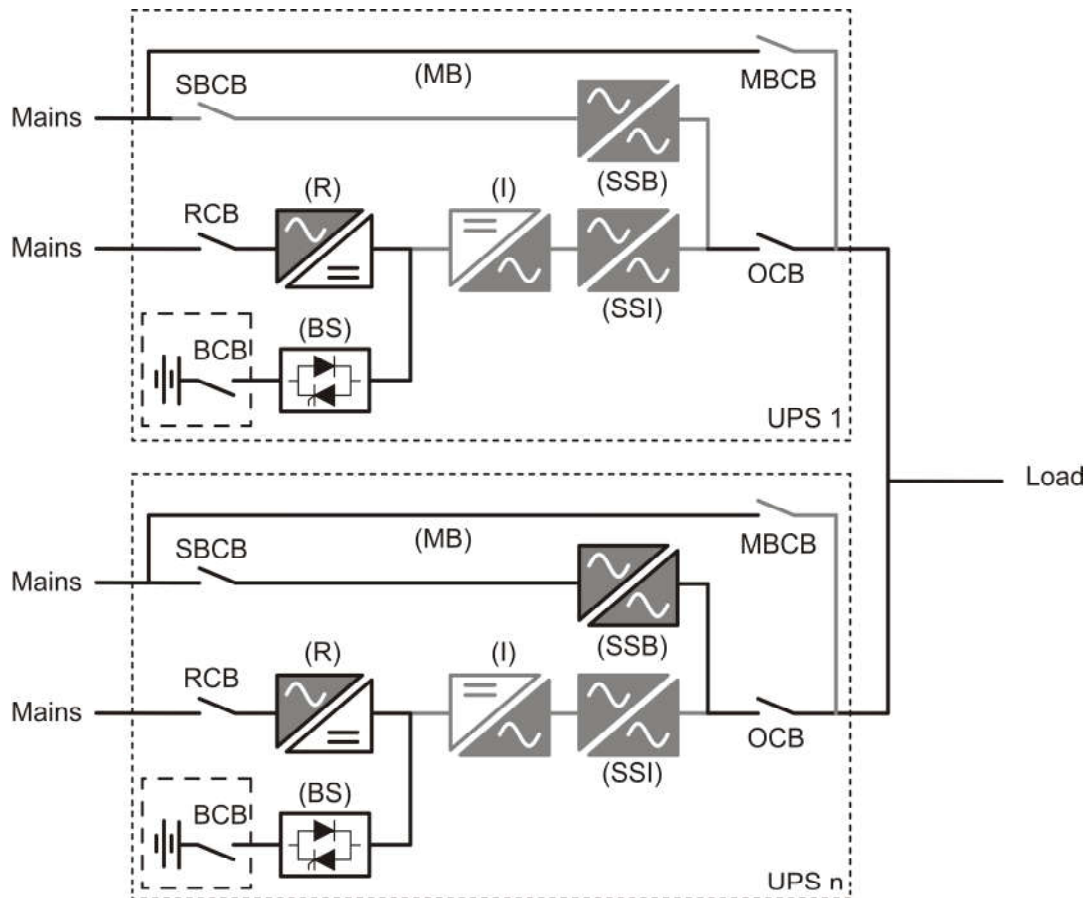 (MB)
MBCB
SBCB
Mains
(SSB)
(R)
(I)
RCB
Mains
OCB
(SSI)
(BS)
BCB
UPS 1
Load
(MB)
MBCB
SBCB
Mains
(SSB)
(R)
(I)
RCB
Mains
OCB
(SSI)
(BS)
BCB
UPS n